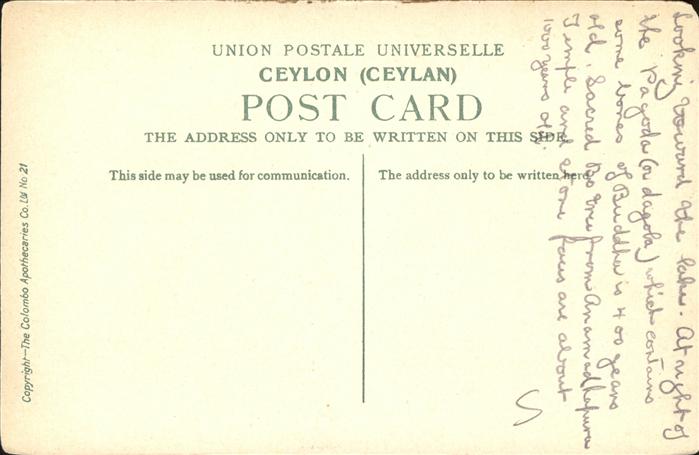 UNION POSTALE UNIVERSELLE
CEYLON (CEYLAN)
POST CARD
THE ADDRESS ONLY TO BE WRITTEN ON THIS SIDE.
This side may be used for communication.
The address only to be written here.
Copyright—The Colombo Apothecaries Co. Ltd No 21
Looking toward the lake. At right of
the Pagoda (or dagoba) which contains
some bones of Buddha is 400 years
old. Sacred Bo tree from Anuradhapura
Temple and stone faces are about
1000 years old.